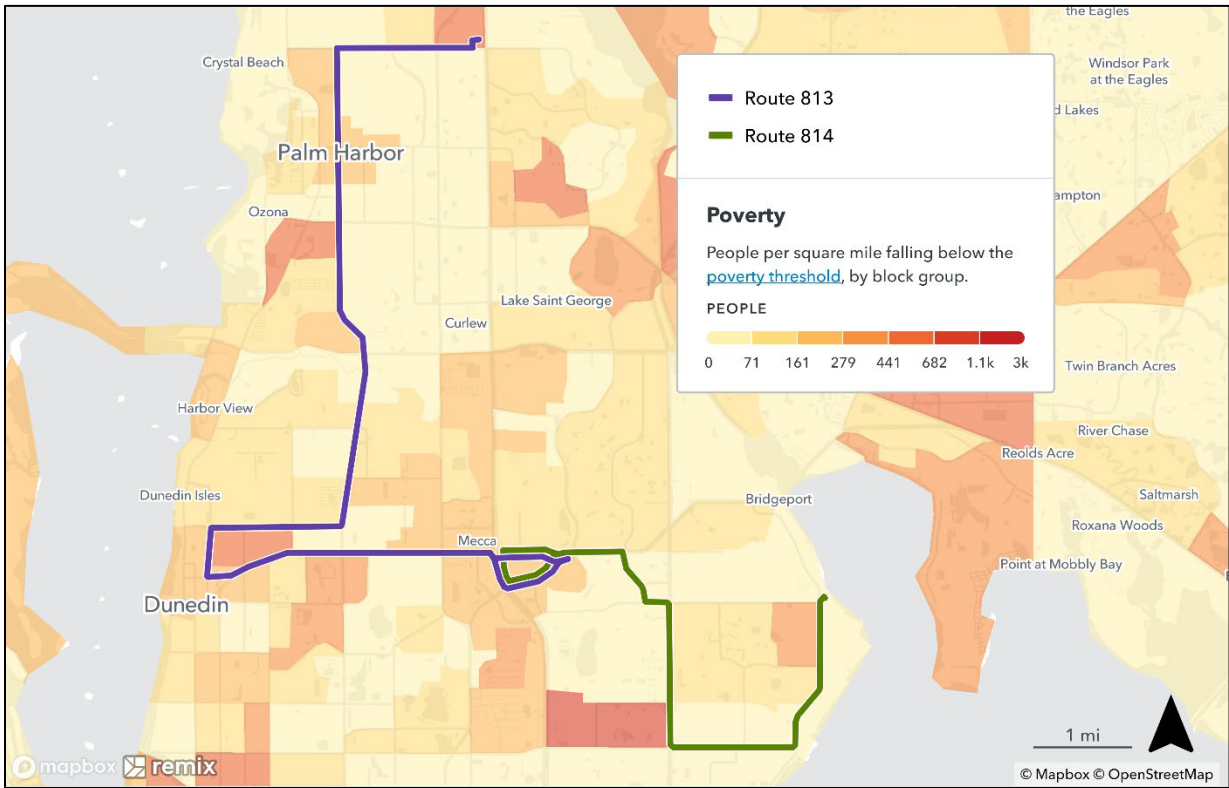 the Eagles
Crystal Beach
Windsor Park
at the Eagles
Route 813
d Lakes
Route 814
Palm Harbor
ampton
Ozona
Poverty
People per square mile falling below the
poverty threshold, by block group.
Lake Saint George
PEOPLE
Curlew
0 71 161 279 441 682 1.1k 3k
Twin Branch Acres
Harbor View
River Chase
Reolds Acre
Dunedin Isles
Bridgeport
Saltmarsh
Roxana Woods
Mecca
Point at Mobbly Bay
Dunedin
1 mi
mapbox remix
© Mapbox © OpenStreetMap